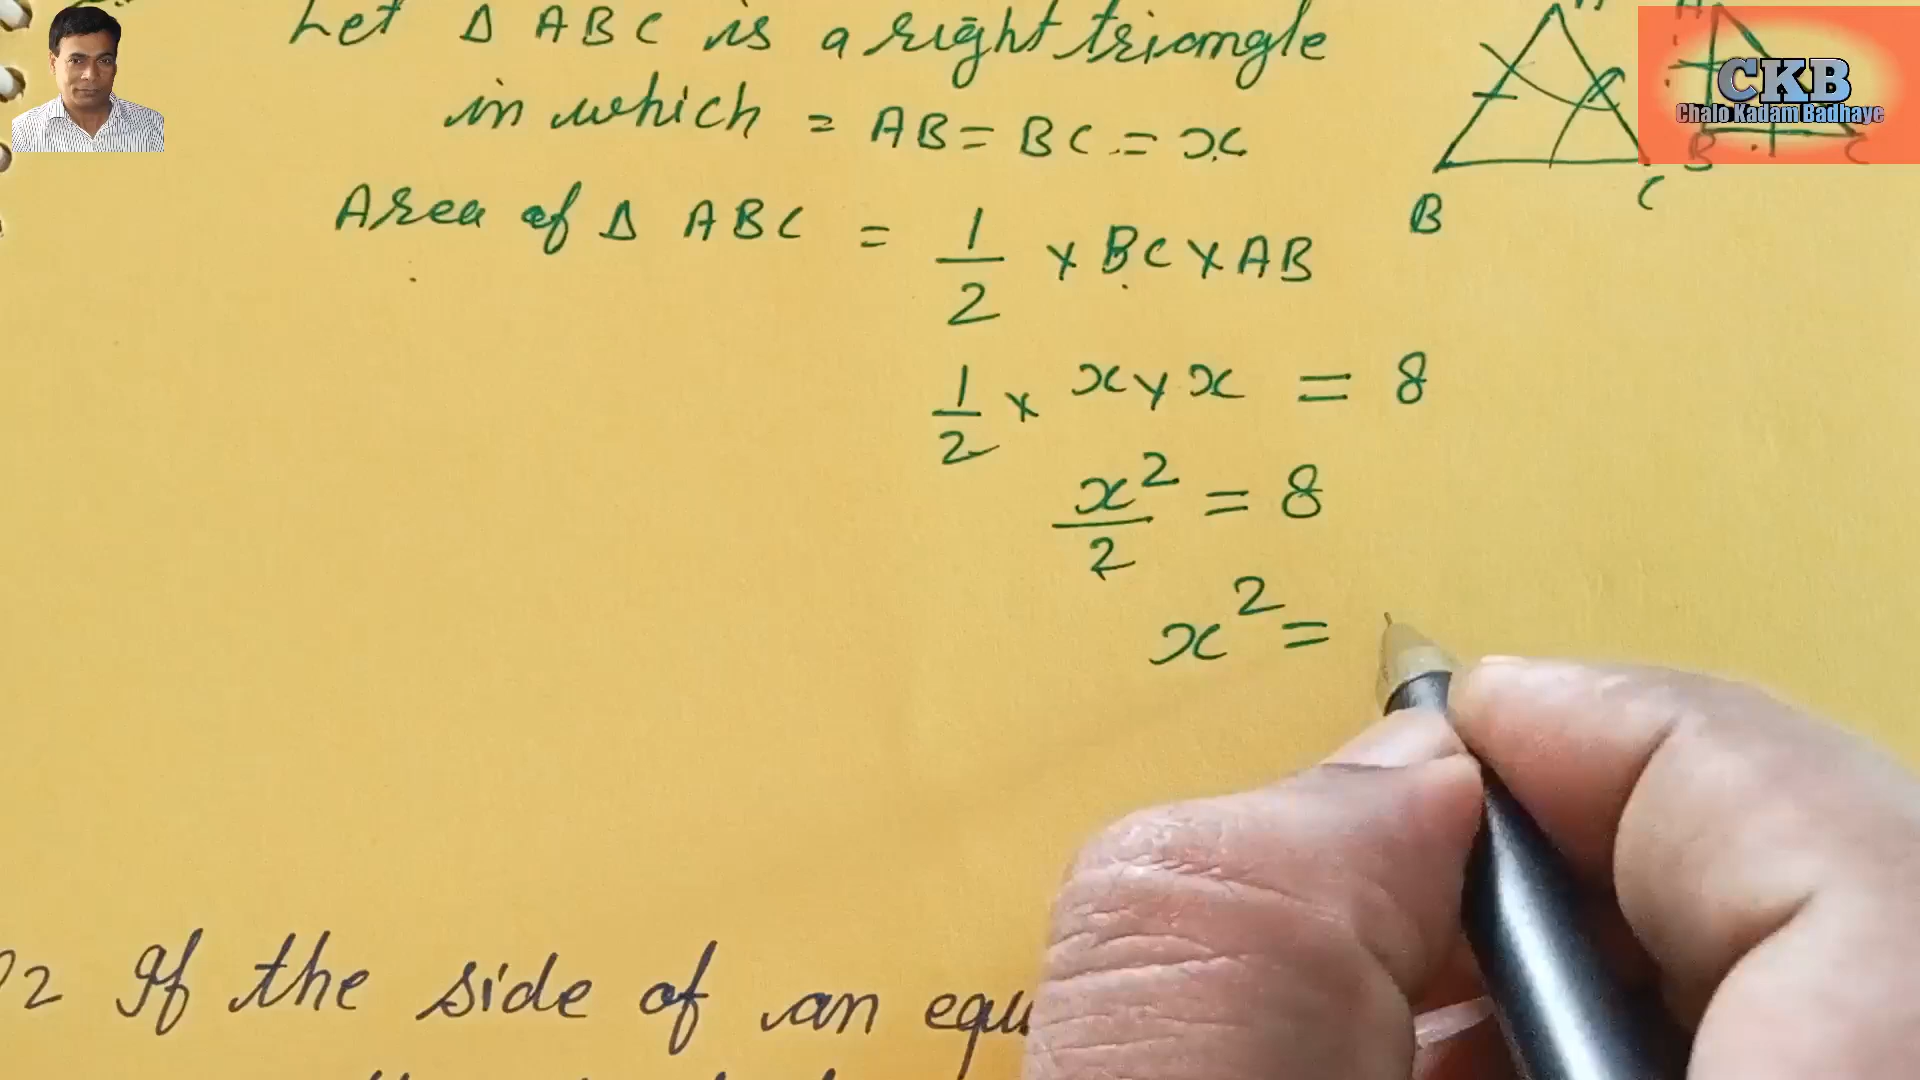 Let Δ ABC is a right triangle
in which = AB = BC = x
Area of Δ ABC = 1/2 × BC × AB
1/2 × x × x = 8
x²/2 = 8
x² =
2 If the side of an equ
B C
A B C
CKB
Chalo Kadam Badhaye